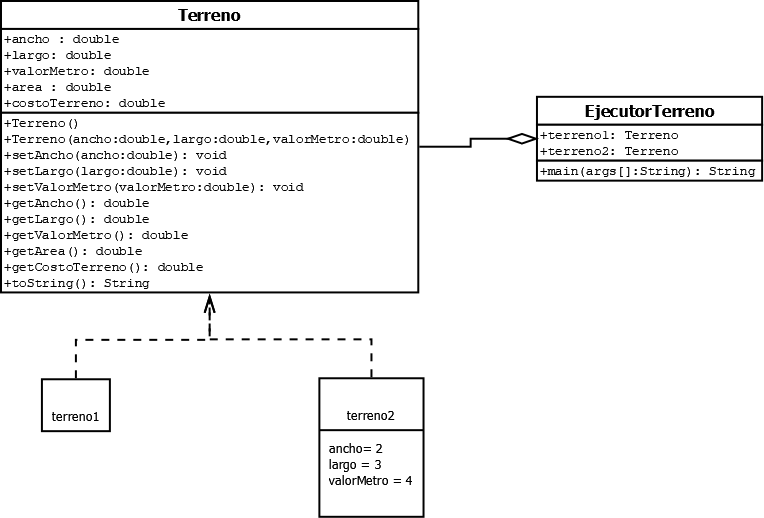 Terreno
+ancho : double
+largo: double
+valorMetro: double
+area : double
+costoTerreno: double
+Terreno()
+Terreno(ancho:double,largo:double,valorMetro:double)
+setAncho(ancho:double): void
+setLargo(largo:double): void
+setValorMetro(valorMetro:double): void
+getAncho(): double
+getLargo(): double
+getValorMetro(): double
+getArea(): double
+getCostoTerreno(): double
+toString(): String
EjecutorTerreno
+terreno1: Terreno
+terreno2: Terreno
+main(args[]:String): String
terreno1
terreno2
ancho= 2
largo = 3
valorMetro = 4